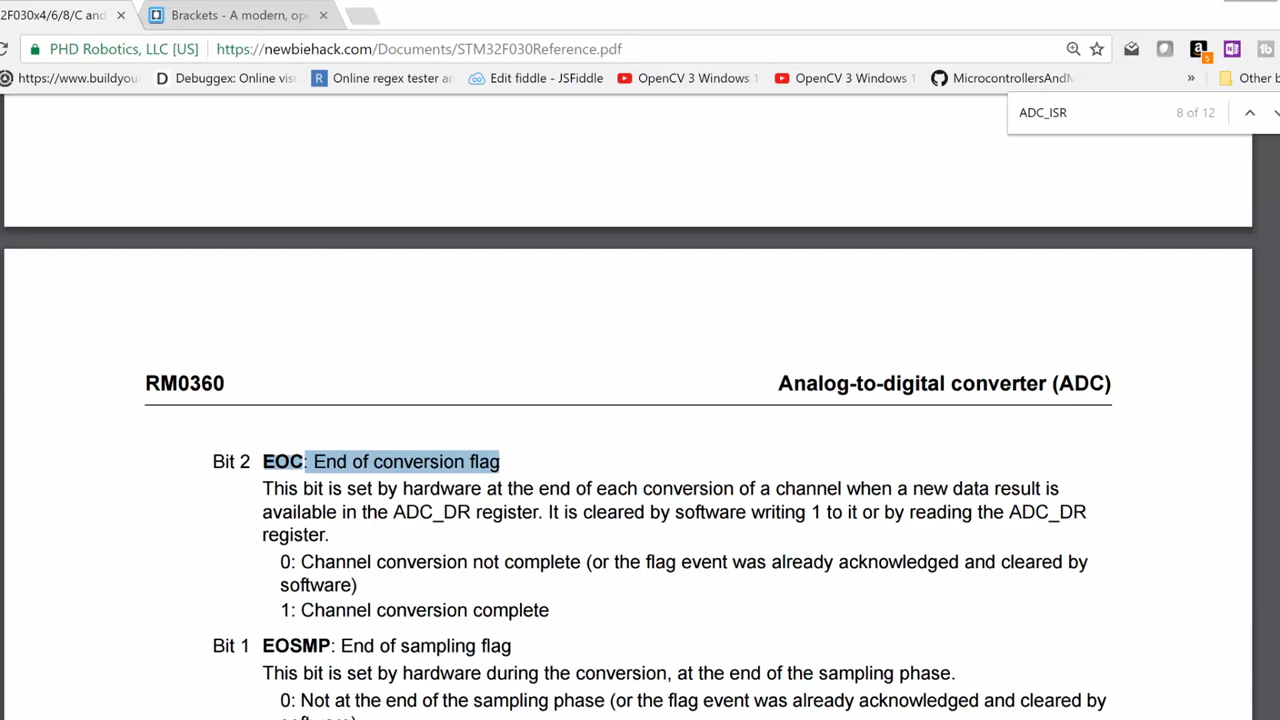 2F030x4/6/8/C and
Brackets - A modern, ope
PHD Robotics, LLC [US]
https://newbiehack.com/Documents/STM32F030Reference.pdf
https://www.buildyou
Debuggex: Online vis
Online regex tester an
Edit fiddle - JSFiddle
OpenCV 3 Windows 1
OpenCV 3 Windows 1
MicrocontrollersAndM
»
Other b
ADC_ISR
8 of 12
RM0360
Analog-to-digital converter (ADC)
Bit 2 EOC: End of conversion flag
This bit is set by hardware at the end of each conversion of a channel when a new data result is
available in the ADC_DR register. It is cleared by software writing 1 to it or by reading the ADC_DR
register.
0: Channel conversion not complete (or the flag event was already acknowledged and cleared by
software)
1: Channel conversion complete
Bit 1 EOSMP: End of sampling flag
This bit is set by hardware during the conversion, at the end of the sampling phase.
0: Not at the end of the sampling phase (or the flag event was already acknowledged and cleared by
software)